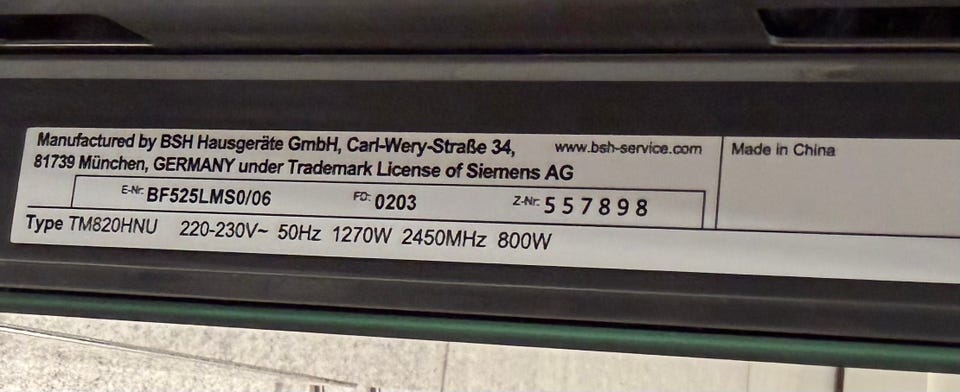 Manufactured by BSH Hausgeräte GmbH, Carl-Wery-Straße 34,
81739 München, GERMANY under Trademark License of Siemens AG
www.bsh-service.com
Made in China
E-Nr. BF525LMS0/06 FD: 0203 Z-Nr. 557898
Type TM820HNU 220-230V~ 50Hz 1270W 2450MHz 800W